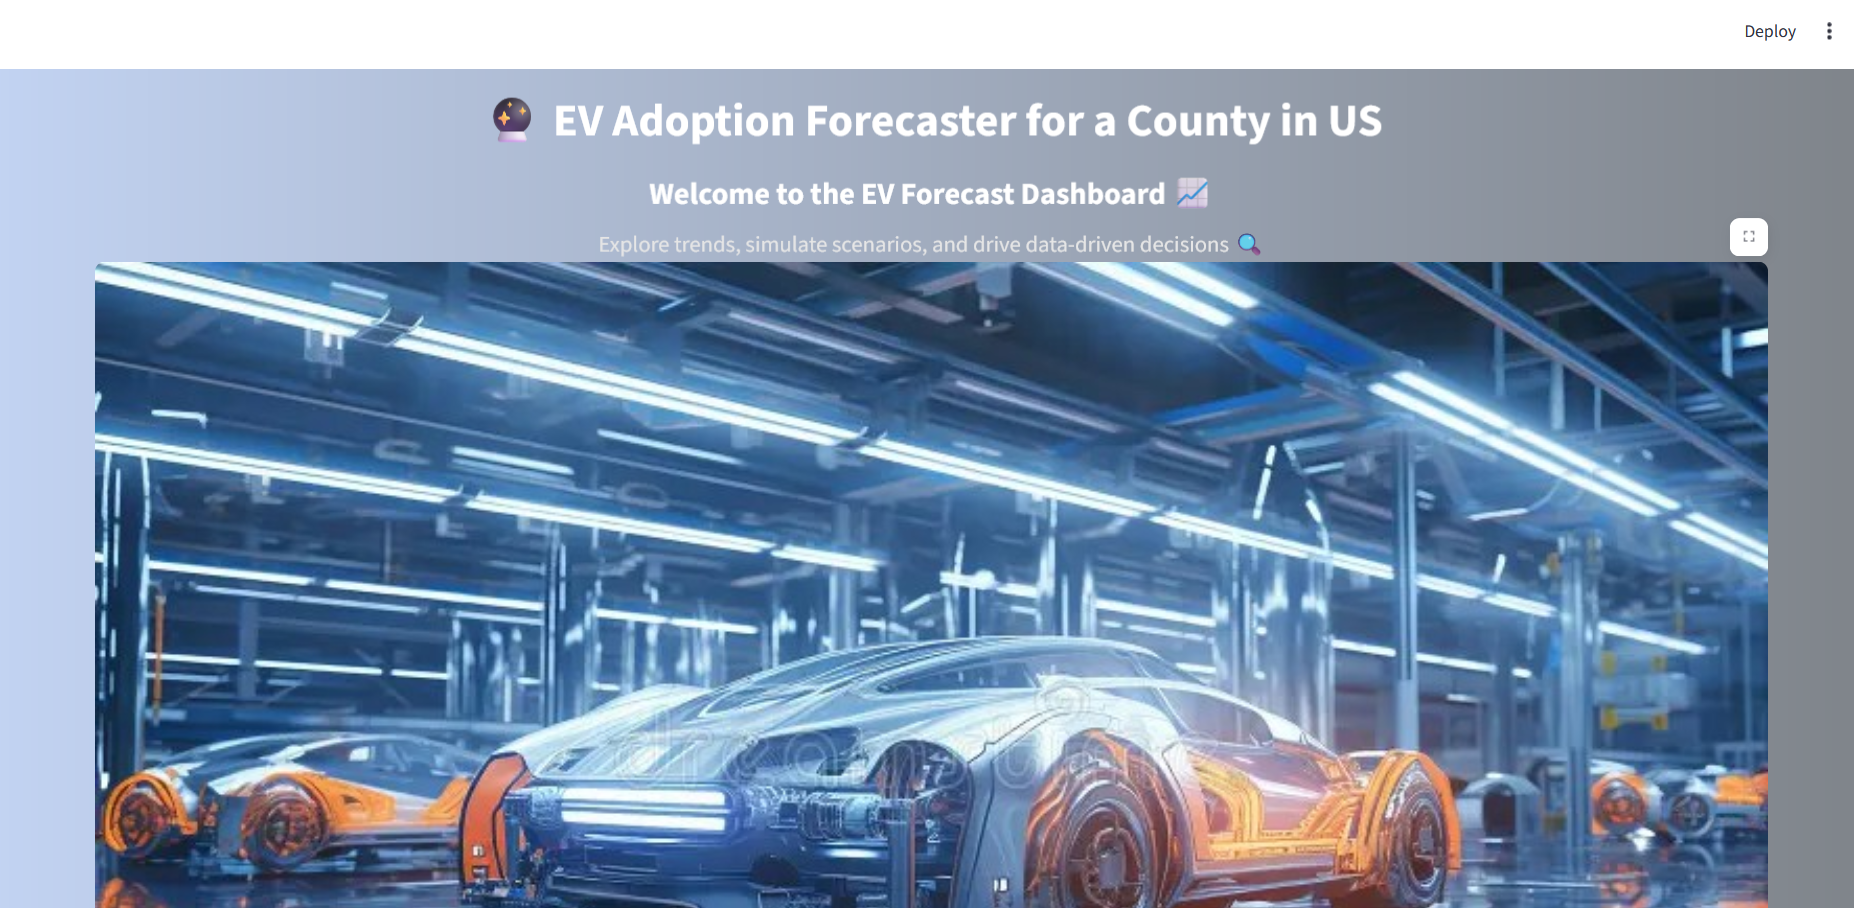 Deploy
EV Adoption Forecaster for a County in US
Welcome to the EV Forecast Dashboard
Explore trends, simulate scenarios, and drive data-driven decisions
dreamstime